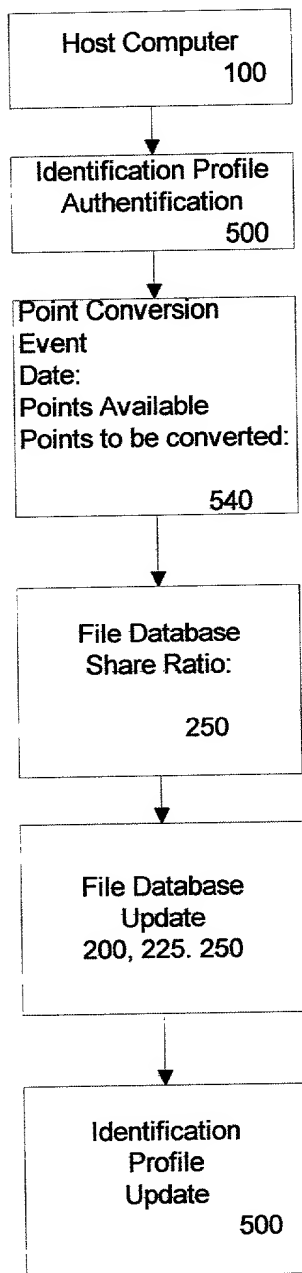 Host Computer
100
Identification Profile
Authentification
500
Point Conversion
Event
Date:
Points Available
Points to be converted:
540
File Database
Share Ratio:
250
File Database
Update
200, 225. 250
Identification
Profile
Update
500